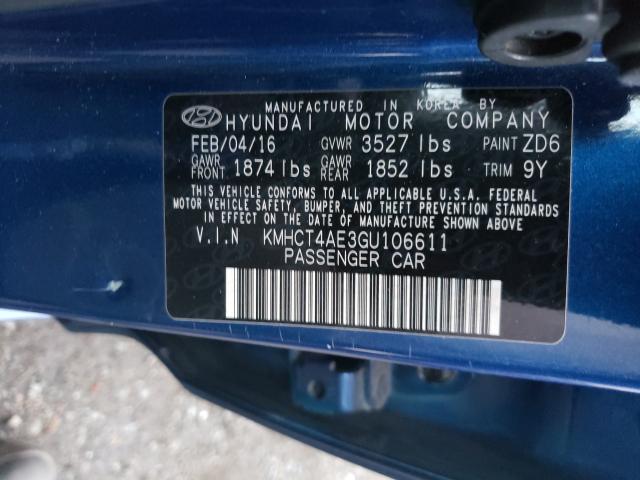 MANUFACTURED IN KOREA BY
HYUNDAI MOTOR COMPANY
FEB/04/16 GVWR 3527 lbs PAINT ZD6
GAWR FRONT 1874 lbs GAWR REAR 1852 lbs TRIM 9Y
THIS VEHICLE CONFORMS TO ALL APPLICABLE U.S.A. FEDERAL
MOTOR VEHICLE SAFETY, BUMPER, AND THEFT PREVENTION STANDARDS
IN EFFECT ON THE DATE OF MANUFACTURE SHOWN ABOVE
V.I.N KMHCT4AE3GU106611
PASSENGER CAR